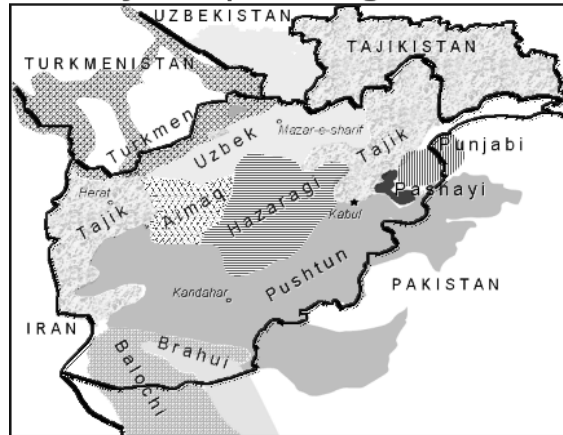 UZBEKISTAN
TAJIKISTAN
TURKMENISTAN
Turkmen
Uzbek
Mazar-e-sharif
Tajik
Punjabi
Pashayi
Herat
Tajik
Aimaq
Hazaragi
Kabul
Pushtun
PAKISTAN
Kandahar
IRAN
Brahui
Balochi